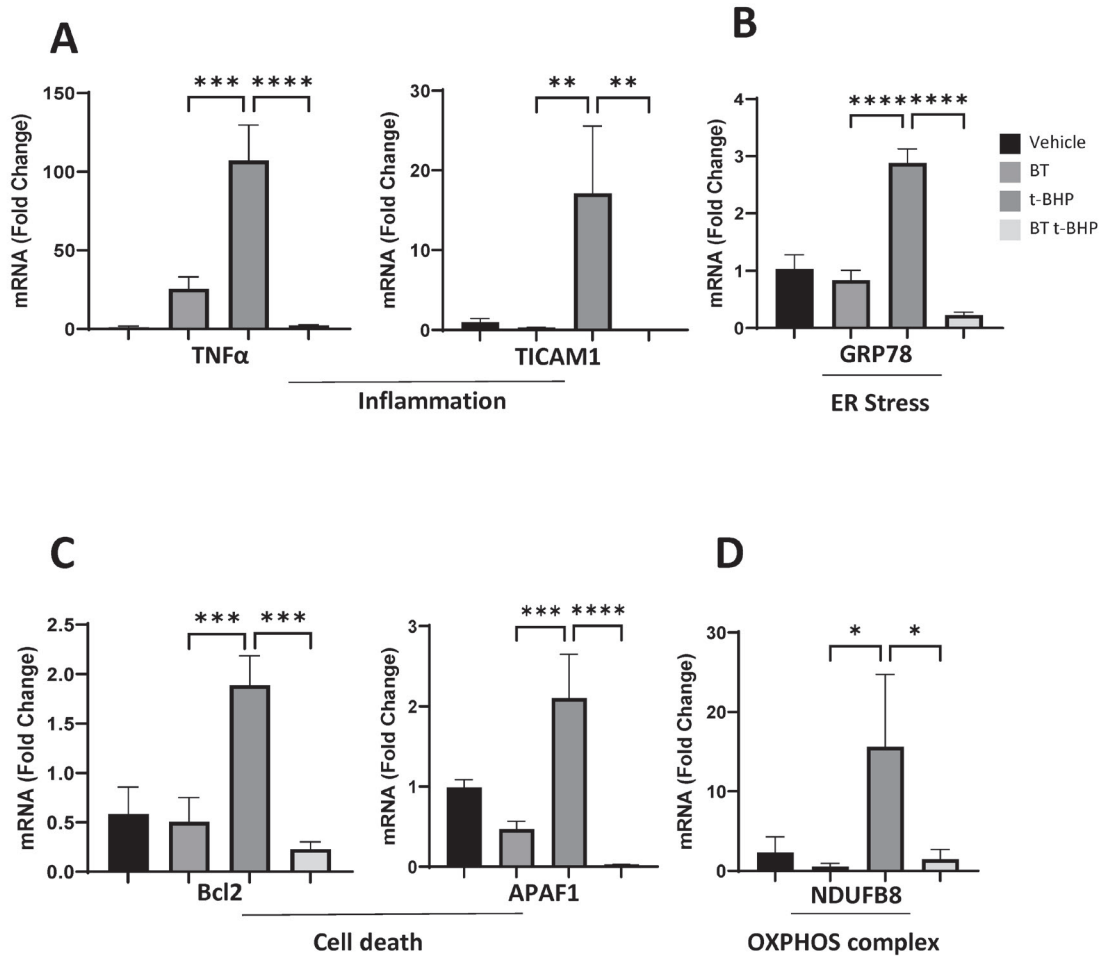 A
mRNA (Fold Change)
150
100
50
0
*** ****
TNFα
mRNA (Fold Change)
30
20
10
0
** **
TICAM1
Inflammation
B
mRNA (Fold Change)
4
3
2
1
0
**** ****
GRP78
ER Stress
Vehicle
BT
t-BHP
BT t-BHP
C
mRNA (Fold Change)
2.5
2.0
1.5
1.0
0.5
0.0
*** ***
Bcl2
mRNA (Fold Change)
3
2
1
0
*** ****
APAF1
Cell death
D
mRNA (Fold Change)
30
20
10
0
* *
NDUFB8
OXPHOS complex